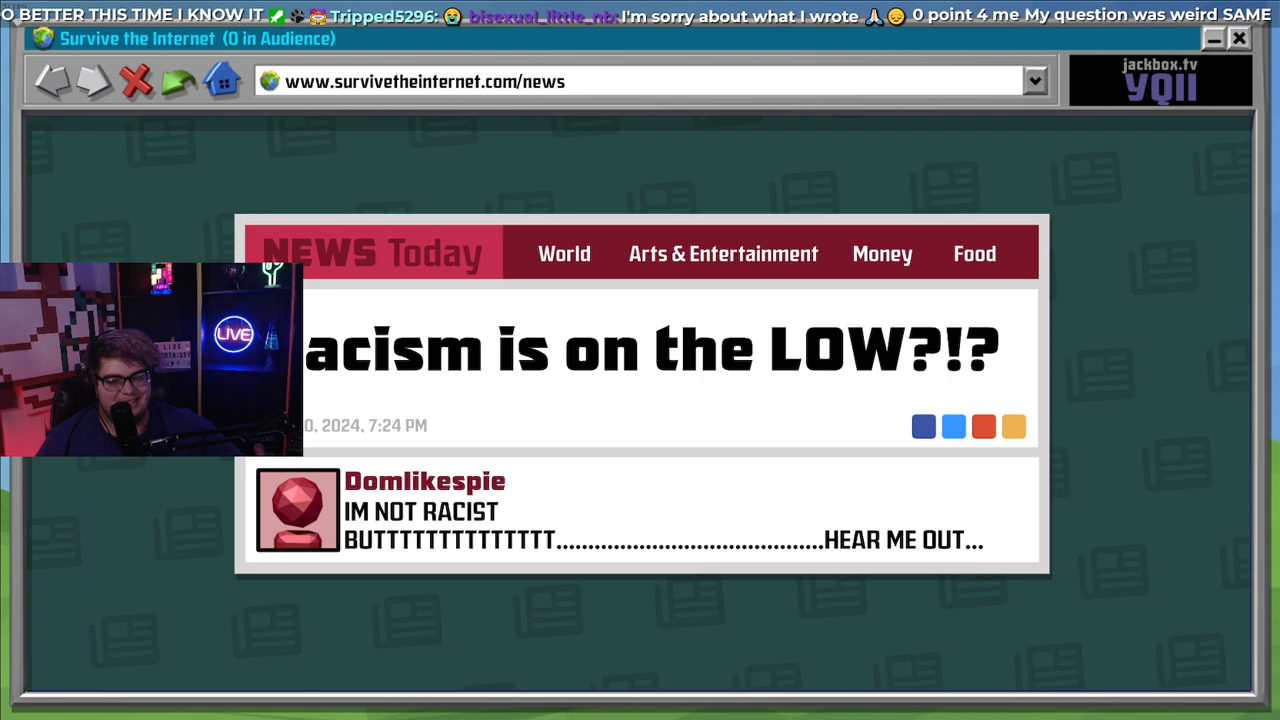 O BETTER THIS TIME I KNOW IT Tripped5296: 😭 bisexual_little_nb: I'm sorry about what I wrote 🙏 😔 0 point 4 me My question was weird SAME
Survive the Internet (0 in Audience)
www.survivetheinternet.com/news
jackbox.tv
YQII
NEWS Today World Arts & Entertainment Money Food
acism is on the LOW?!?
0, 2024, 7:24 PM
LIVE
LIVE
Domlikespie
IM NOT RACIST
BUTTTTTTTTTTTTT..........................................HEAR ME OUT...